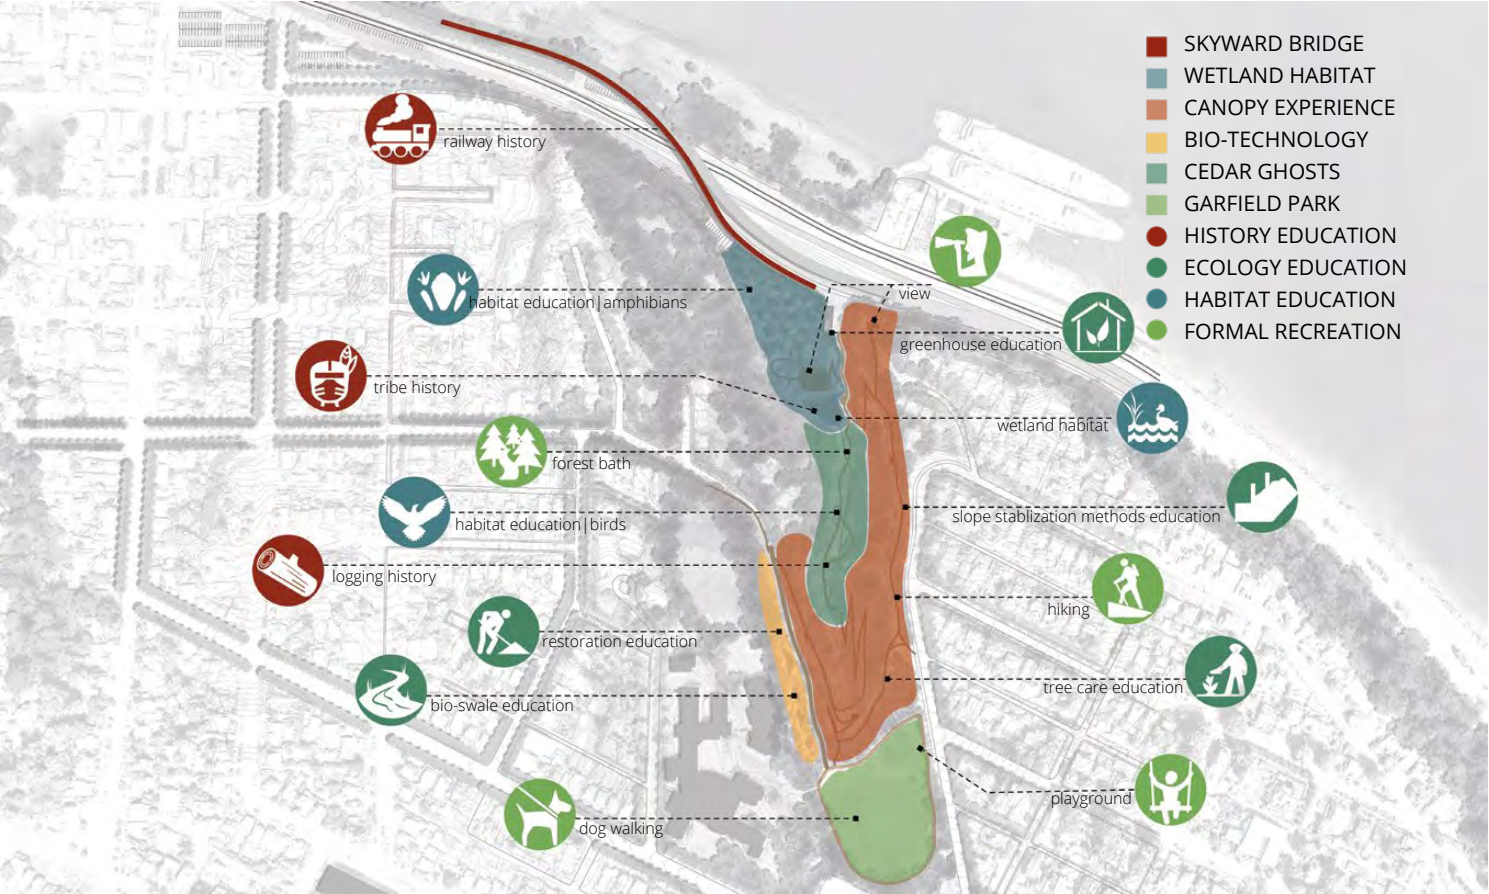 SKYWARD BRIDGE
WETLAND HABITAT
CANOPY EXPERIENCE
BIO-TECHNOLOGY
CEDAR GHOSTS
GARFIELD PARK
HISTORY EDUCATION
ECOLOGY EDUCATION
HABITAT EDUCATION
FORMAL RECREATION
railway history
habitat education|amphibians
view
greenhouse education
tribe history
wetland habitat
forest bath
habitat education|birds
slope stablization methods education
logging history
hiking
restoration education
tree care education
bio-swale education
playground
dog walking